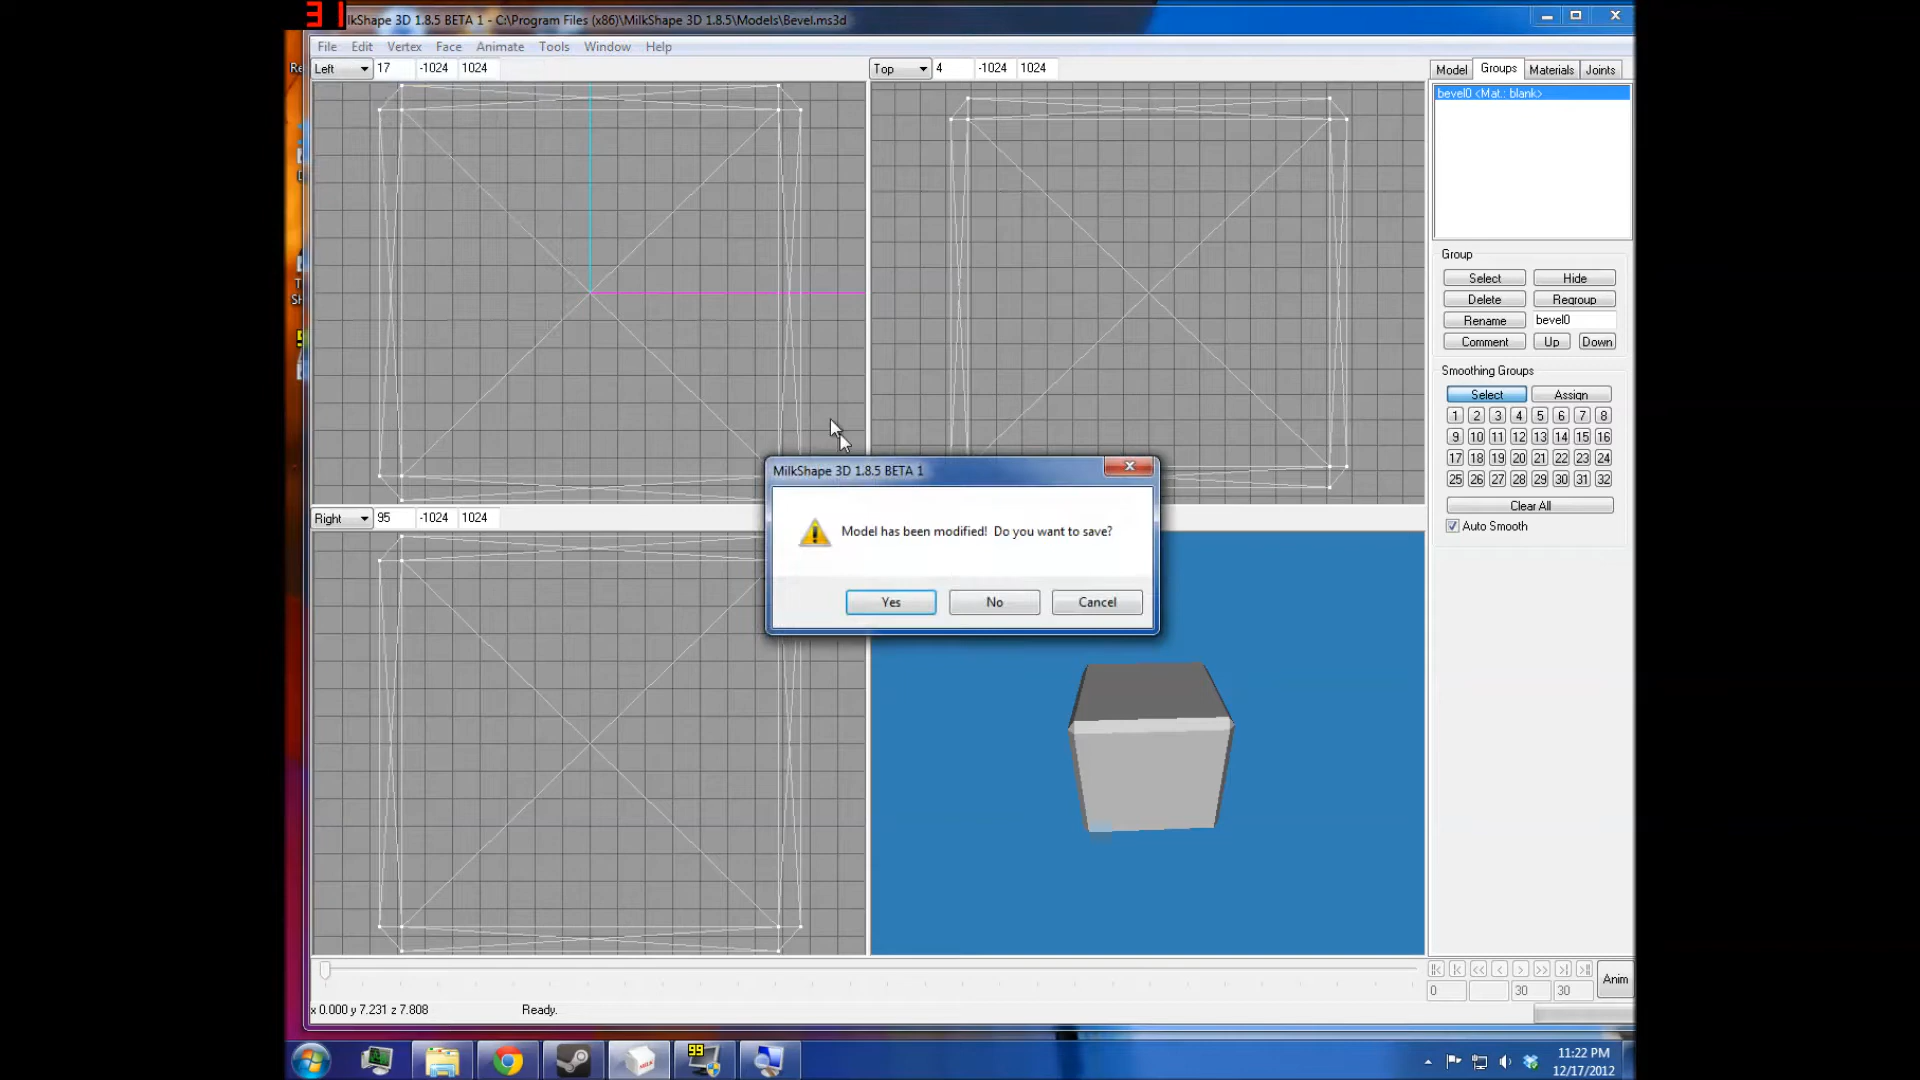 31
lkShape 3D 1.8.5 BETA 1 - C:\Program Files (x86)\MilkShape 3D 1.8.5\Models\Bevel.ms3d
File Edit Vertex Face Animate Tools Window Help
Left 17 -1024 1024
Top 4 -1024 1024
Model Groups Materials Joints
bevel0 <Mat.: blank>
Group
Select Hide
Delete Regroup
Rename bevel0
Comment Up Down
Smoothing Groups
Select Assign
1 2 3 4 5 6 7 8
9 10 11 12 13 14 15 16
17 18 19 20 21 22 23 24
25 26 27 28 29 30 31 32
Clear All
Auto Smooth
Right 95 -1024 1024
MilkShape 3D 1.8.5 BETA 1
Model has been modified! Do you want to save?
Yes No Cancel
0 30 30 Anim
x 0.000 y 7.231 z 7.808 Ready.
99
11:22 PM
12/17/2012